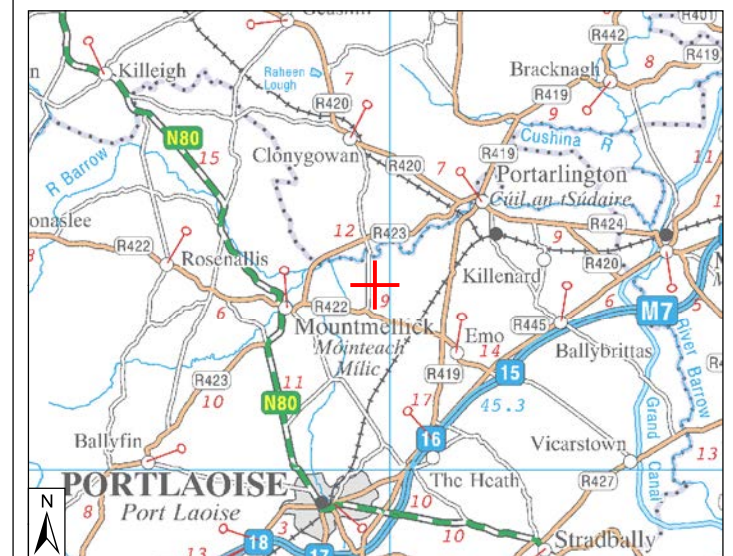 Killeigh
Raheen
Lough
7
R420
R442
R401
8
R419
Bracknagh
R419
9
Cushina R
N80
15
Clonygowan
R420
R419
7
11
R Barrow
Portarlington
Cúil an tSúdaire
onaslee
R422
12
R423
R424
9
R420
Rosenallis
Killenard
6
R422
9
Mountmellick
Móinteach
Mílic
Emo
14
R445
6
M7
5
Ballybrittas
River Barrow
R419
15
R423
10
11
N80
17
45.3
16
Grand Canal
Ballyfin
Vicarstown
13
PORTLAOISE
Port Laoise
The Heath
R427
N
8
3
10
10
18
17
13
Stradbally